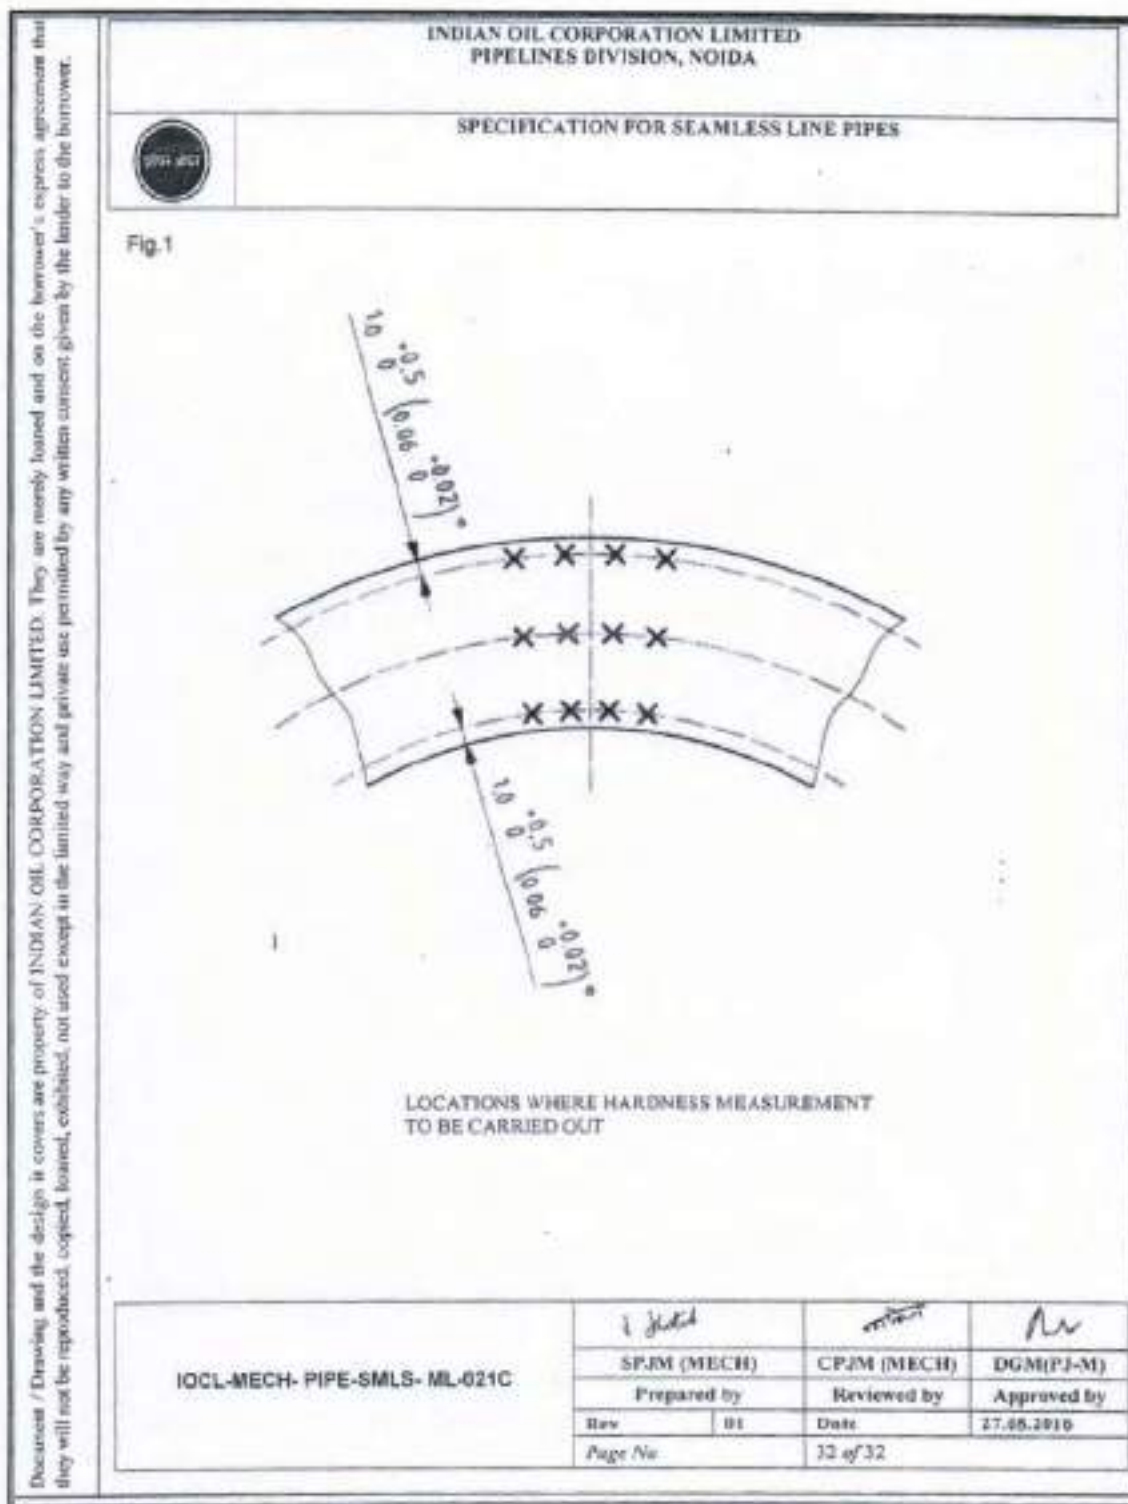 Document / Drawing and the design it covers are property of INDIAN OIL CORPORATION LIMITED. They are merely loaned and on the borrower's express agreement that
they will not be reproduced, copied, loaned, exhibited, not used except in the limited way and private use permitted by any written consent given by the lender to the borrower.
INDIAN OIL CORPORATION LIMITED
PIPELINES DIVISION, NOIDA
SPECIFICATION FOR SEAMLESS LINE PIPES
Fig.1
1.0 +0.5 0 (0.06 +0.02 0)*
1.0 +0.5 0 (0.06 +0.02 0)*
LOCATIONS WHERE HARDNESS MEASUREMENT
TO BE CARRIED OUT
IOCL-MECH- PIPE-SMLS- ML-021C
SPJM (MECH) CPJM (MECH) DGM(PJ-M)
Prepared by Reviewed by Approved by
Rev 01 Date 27.05.2010
Page No 32 of 32